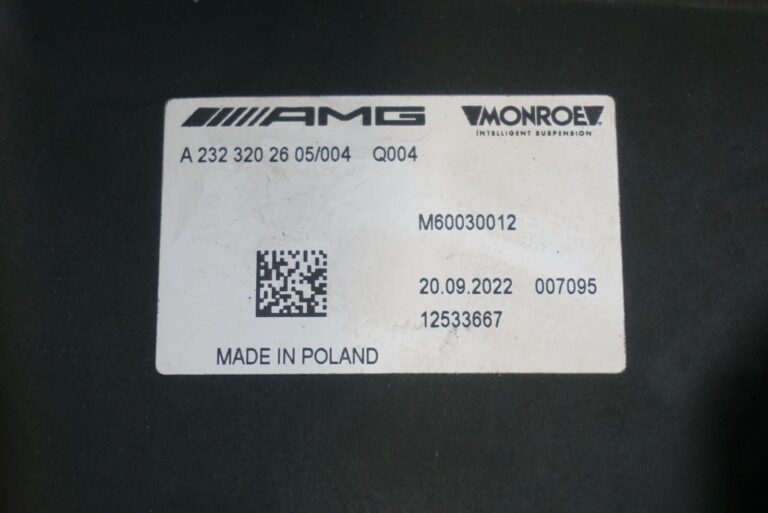 AMG MONROE
INTELLIGENT SUSPENSION
A 232 320 26 05/004 Q004
M60030012
20.09.2022 007095
12533667
MADE IN POLAND